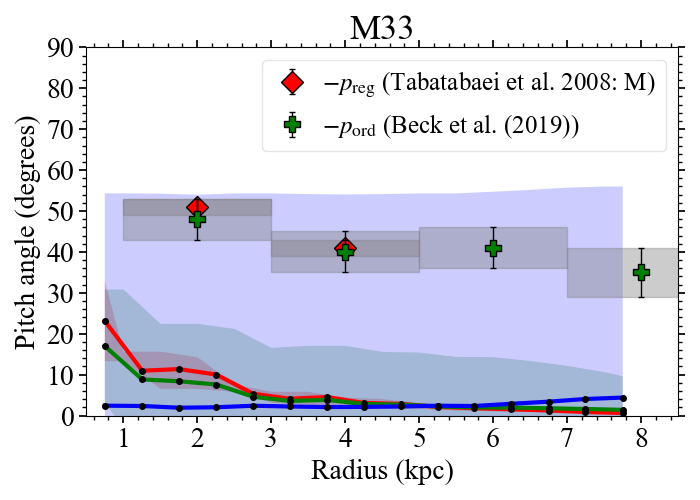 M33
−p_reg (Tabatabaei et al. 2008: M)
−p_ord (Beck et al. (2019))
90
80
70
60
50
40
30
20
10
0
Pitch angle (degrees)
1 2 3 4 5 6 7 8
Radius (kpc)